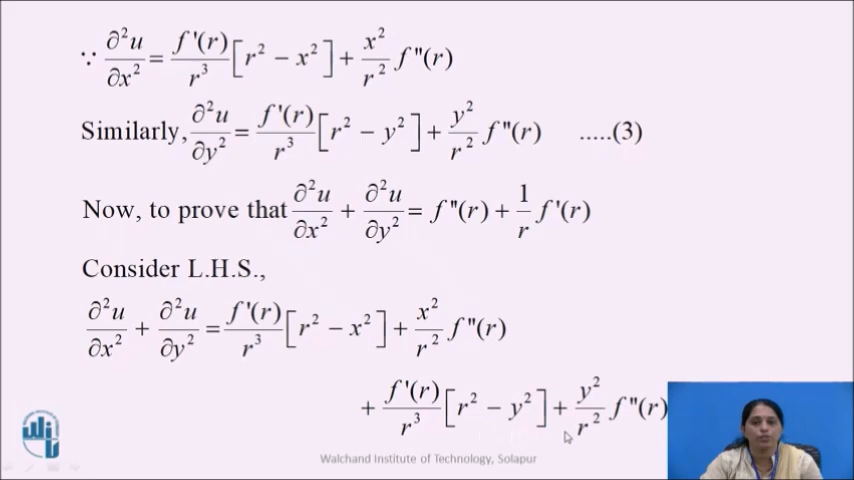 ∵ ∂²u/∂x² = f'(r)/r³ [r² − x²] + x²/r² f"(r)
Similarly, ∂²u/∂y² = f'(r)/r³ [r² − y²] + y²/r² f"(r) .....(3)
Now, to prove that ∂²u/∂x² + ∂²u/∂y² = f"(r) + 1/r f'(r)
Consider L.H.S.,
∂²u/∂x² + ∂²u/∂y² = f'(r)/r³ [r² − x²] + x²/r² f"(r)
+ f'(r)/r³ [r² − y²] + y²/r² f"(r)
Walchand Institute of Technology, Solapur